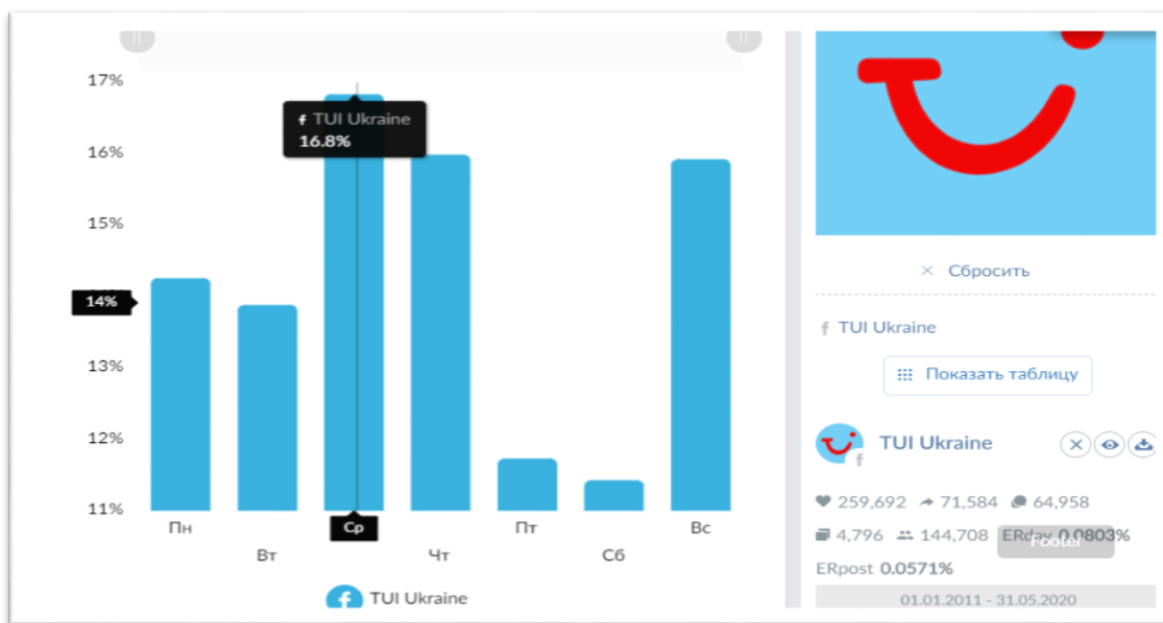 17%
TUI Ukraine
16.8%
16%
15%
14%
13%
12%
11%
Пн
Вт
Ср
Чт
Пт
Сб
Вс
TUI Ukraine
Сбросить
TUI Ukraine
Показать таблицу
TUI Ukraine
259,692 71,584 64,958
4,796 144,708 ERday 0.0803%
Footer
ERpost 0.0571%
01.01.2011 - 31.05.2020